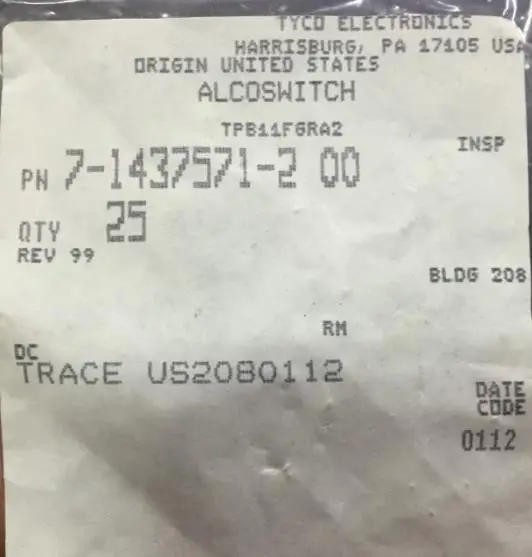 TYCO ELECTRONICS
HARRISBURG, PA 17105 USA
ORIGIN UNITED STATES
ALCOSWITCH
TPB11FGRA2
INSP
PN 7-1437571-2 00
QTY 25
REV 99
BLDG 208
RM
DC
TRACE US2080112
DATE
CODE
0112